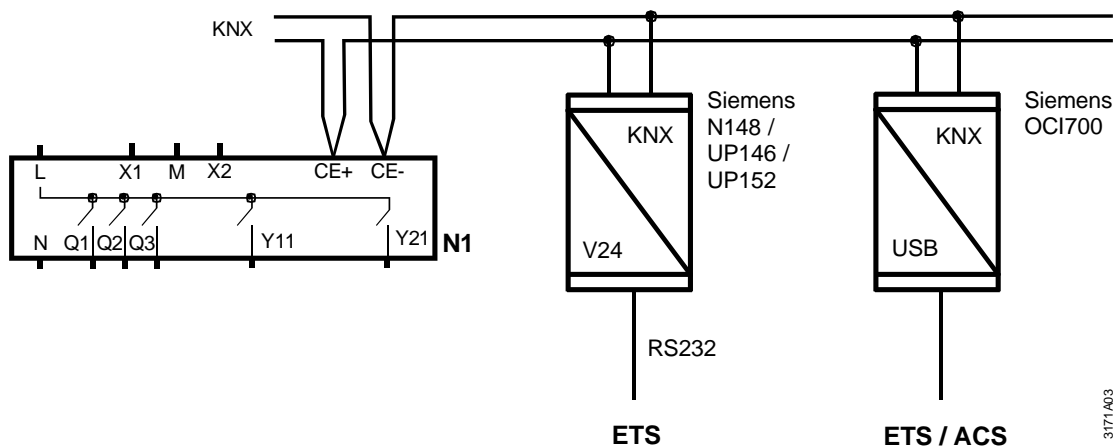 KNX
Siemens
N148 /
UP146 /
UP152
KNX
V24
RS232
ETS
Siemens
OCI700
KNX
USB
ETS / ACS
L X1 M X2 CE+ CE-
N Q1 Q2 Q3 Y11 Y21 N1
3171A03